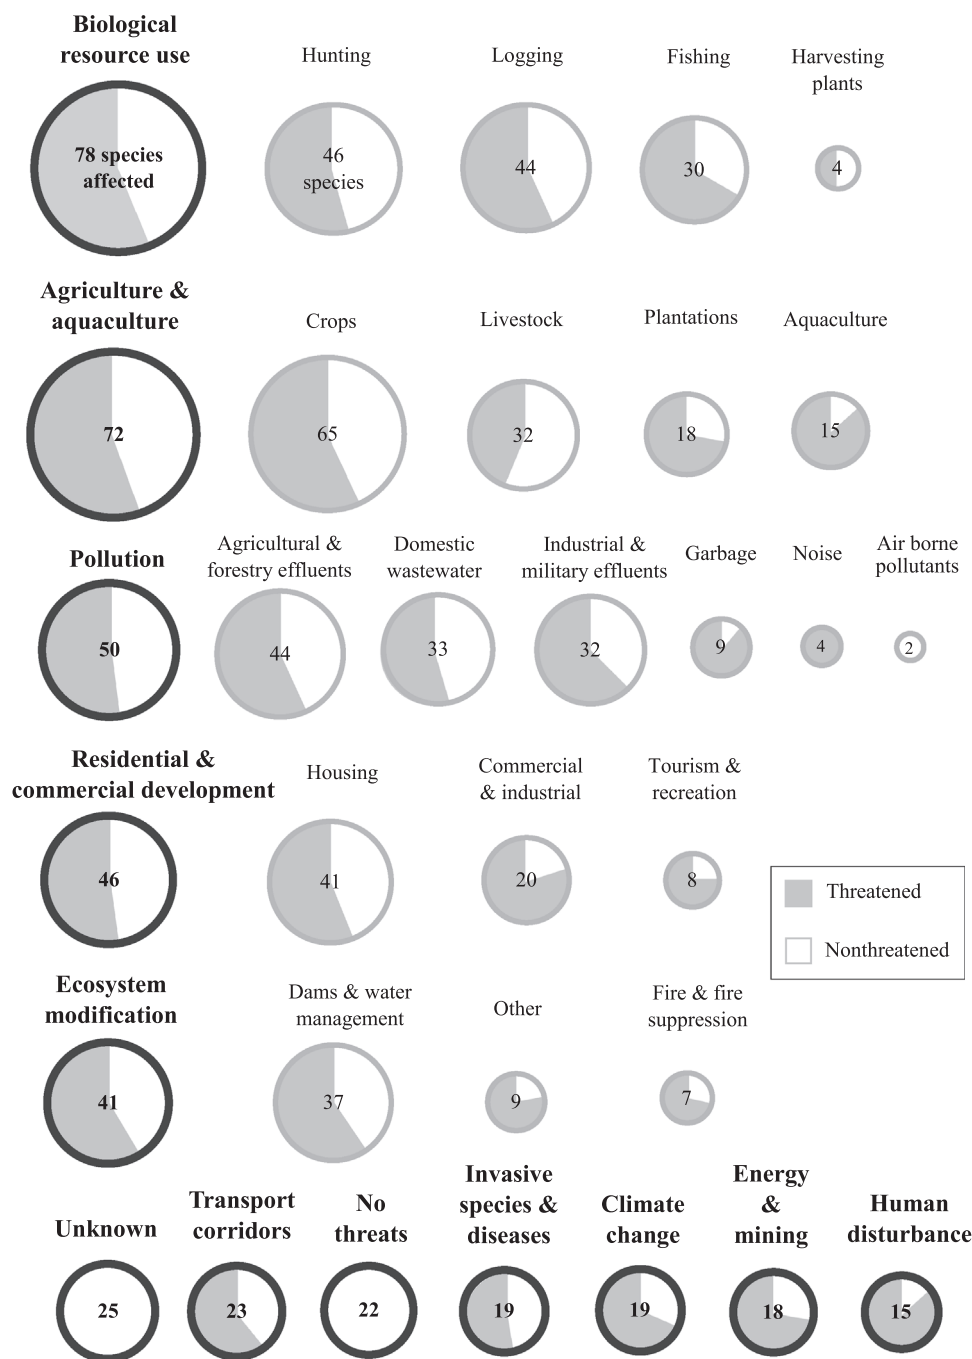 Biological
resource use
Hunting
Logging
Fishing
Harvesting
plants
78 species
affected
46
species
44
30
4
Agriculture &
aquaculture
Crops
Livestock
Plantations
Aquaculture
72
65
32
18
15
Pollution
Agricultural &
forestry effluents
Domestic
wastewater
Industrial &
military effluents
Garbage
Noise
Air borne
pollutants
50
44
33
32
9
4
2
Residential &
commercial development
Housing
Commercial
& industrial
Tourism &
recreation
46
41
20
8
Threatened
Nonthreatened
Ecosystem
modification
Dams & water
management
Other
Fire & fire
suppression
41
37
9
7
Unknown
Transport
corridors
No
threats
Invasive
species &
diseases
Climate
change
Energy
&
mining
Human
disturbance
25
23
22
19
19
18
15